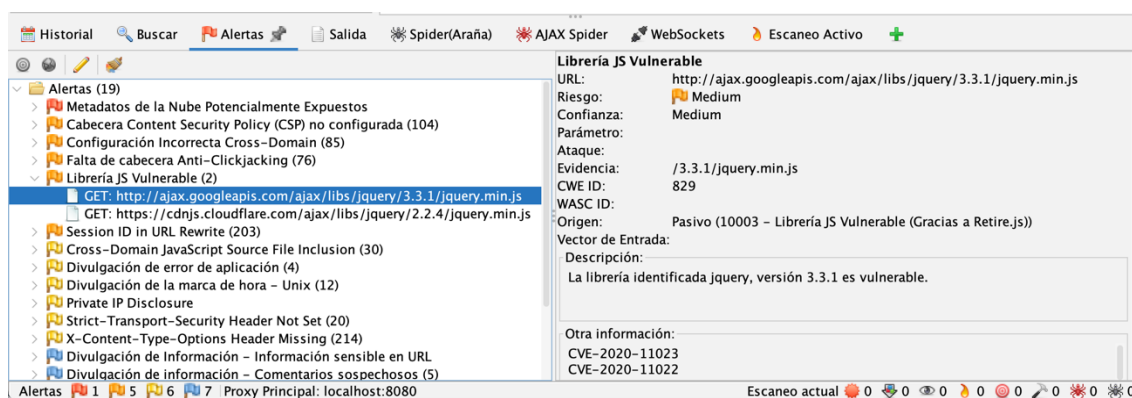 Historial Buscar Alertas Salida Spider(Araña) AJAX Spider WebSockets Escaneo Activo
Alertas (19)
Metadatos de la Nube Potencialmente Expuestos
Cabecera Content Security Policy (CSP) no configurada (104)
Configuración Incorrecta Cross-Domain (85)
Falta de cabecera Anti-Clickjacking (76)
Librería JS Vulnerable (2)
GET: http://ajax.googleapis.com/ajax/libs/jquery/3.3.1/jquery.min.js
GET: https://cdnjs.cloudflare.com/ajax/libs/jquery/2.2.4/jquery.min.js
Session ID in URL Rewrite (203)
Cross-Domain JavaScript Source File Inclusion (30)
Divulgación de error de aplicación (4)
Divulgación de la marca de hora - Unix (12)
Private IP Disclosure
Strict-Transport-Security Header Not Set (20)
X-Content-Type-Options Header Missing (214)
Divulgación de Información - Información sensible en URL
Divulgación de información - Comentarios sospechosos (5)
Librería JS Vulnerable
URL: http://ajax.googleapis.com/ajax/libs/jquery/3.3.1/jquery.min.js
Riesgo: Medium
Confianza: Medium
Parámetro:
Ataque:
Evidencia: /3.3.1/jquery.min.js
CWE ID: 829
WASC ID:
Origen: Pasivo (10003 - Librería JS Vulnerable (Gracias a Retire.js))
Vector de Entrada:
Descripción:
La librería identificada jquery, versión 3.3.1 es vulnerable.
Otra información:
CVE-2020-11023
CVE-2020-11022
Alertas 1 5 6 7 Proxy Principal: localhost:8080 Escaneo actual 0 0 0 0 0 0 0 0